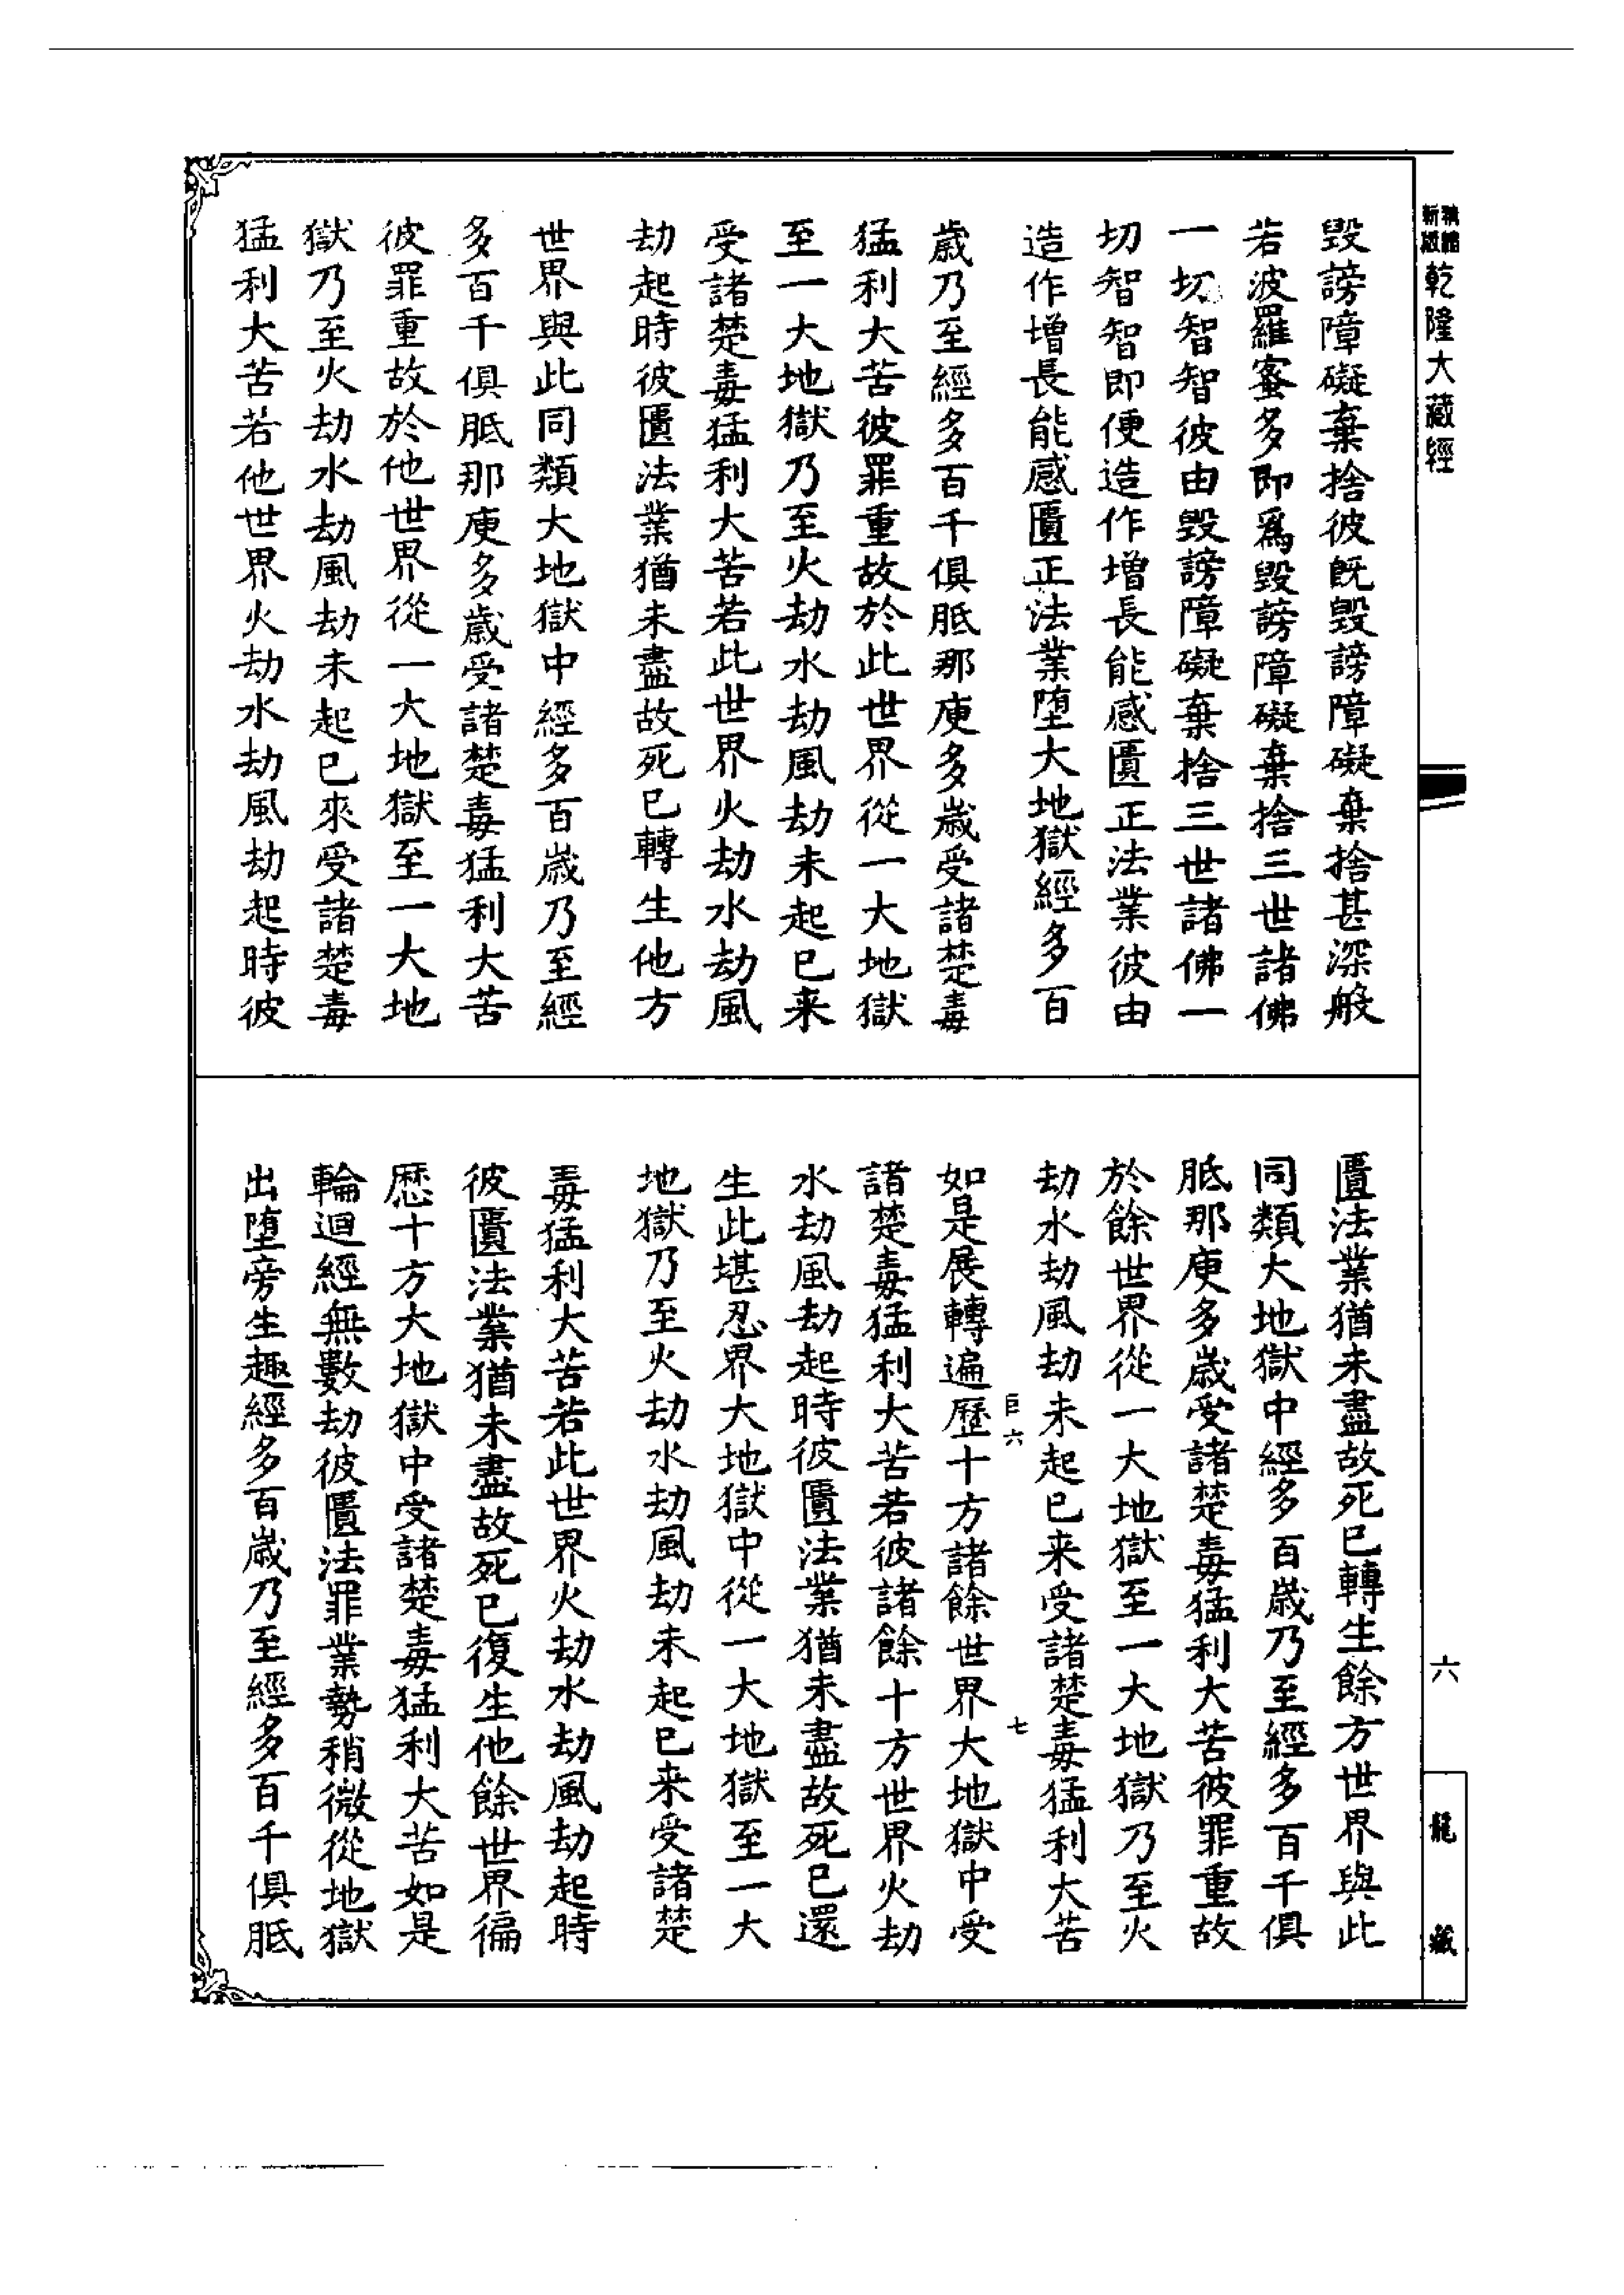 新 乾隆大藏經
六
龍藏
毀謗障礙棄捨彼既毀謗障礙棄捨甚深般
若波羅蜜多即爲毀謗障礙棄捨三世諸佛
一切智智彼由毀謗障礙棄捨三世諸佛一
切智智即便造作增長能感匱正法業彼由
造作增長能感匱正法業堕大地獄經多百
歲乃至經多百千俱胝那庾多歲受諸楚毒
猛利大苦彼罪重故於此世界從一大地獄
至一大地獄乃至火劫水劫風劫未起已来
受諸楚毒猛利大苦若此世界火劫水劫風
劫起時彼匱法業猶未盡故死已轉生他方
世界與此同類大地獄中經多百歲乃至經
多百千俱胝那庾多歲受諸楚毒猛利大苦
彼罪重故於他世界從一大地獄至一大地
獄乃至火劫水劫風劫未起已來受諸楚毒
猛利大苦若他世界火劫水劫風劫起時彼
匱法業猶未盡故死已轉生餘方世界與此
同類大地獄中經多百歲乃至經多百千俱
胝那庾多歲受諸楚毒猛利大苦彼罪重故
於餘世界從一大地獄至一大地獄乃至火
劫水劫風劫未起已来受諸楚毒猛利大苦
巨六 七
如是展轉遍歷十方諸餘世界大地獄中受
諸楚毒猛利大苦若彼諸餘十方世界火劫
水劫風劫起時彼匱法業猶未盡故死已還
生此堪忍界大地獄中從一大地獄至一大
地獄乃至火劫水劫風劫未起已来受諸楚
毒猛利大苦若此世界火劫水劫風劫起時
彼匱法業猶未盡故死已復生他餘世界徧
歷十方大地獄中受諸楚毒猛利大苦如是
輪迴經無數劫彼匱法罪業勢稍微從地獄
出堕旁生趣經多百歲乃至經多百千俱胝